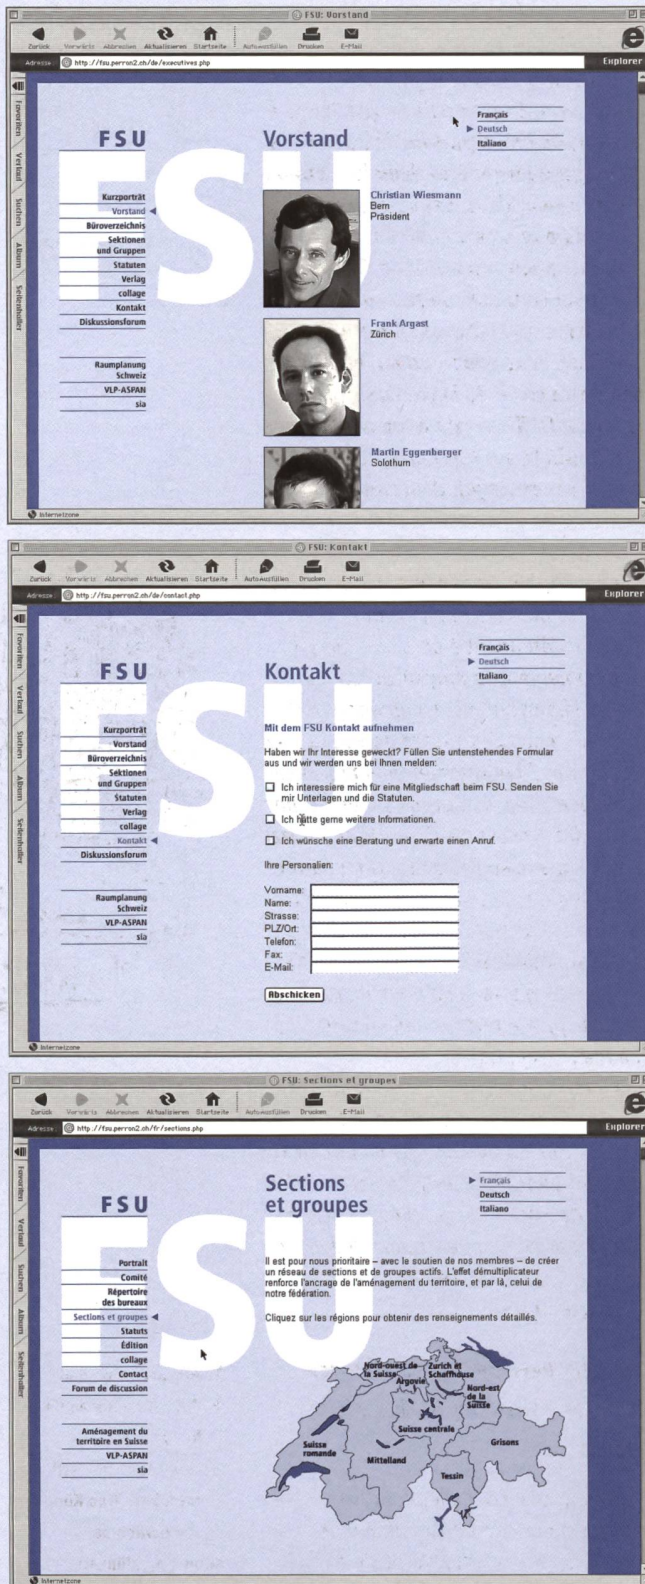 FSU: Vorstand
Zurück Vorwärts Abbrechen Aktualisieren Startseite AutoAusfüllen Drucken E-Mail
Adresse: http://fsu.perron2.ch/de/executives.php Explorer
Favoriten
Verlauf
Suchen
Album
Seitenhalter
FSU
FSU
Kurzporträt
Vorstand
Büroverzeichnis
Sektionen
und Gruppen
Statuten
Verlag
collage
Kontakt
Diskussionsforum
Raumplanung
Schweiz
VLP-ASPAN
sia
Vorstand
Christian Wiesmann
Bern
Präsident
Frank Argast
Zürich
Martin Eggenberger
Solothurn
Français
Deutsch
Italiano
Internetzone
FSU: Kontakt
Zurück Vorwärts Abbrechen Aktualisieren Startseite AutoAusfüllen Drucken E-Mail
Adresse: http://fsu.perron2.ch/de/contact.php Explorer
Favoriten
Verlauf
Suchen
Album
Seitenhalter
FSU
FSU
Kurzporträt
Vorstand
Büroverzeichnis
Sektionen
und Gruppen
Statuten
Verlag
collage
Kontakt
Diskussionsforum
Raumplanung
Schweiz
VLP-ASPAN
sia
Kontakt
Français
Deutsch
Italiano
Mit dem FSU Kontakt aufnehmen
Haben wir Ihr Interesse geweckt? Füllen Sie untenstehendes Formular
aus und wir werden uns bei Ihnen melden:
Ich interessiere mich für eine Mitgliedschaft beim FSU. Senden Sie
mir Unterlagen und die Statuten.
Ich hätte gerne weitere Informationen.
Ich wünsche eine Beratung und erwarte einen Anruf.
Ihre Personalien:
Vorname:
Name:
Strasse:
PLZ/Ort:
Telefon:
Fax:
E-Mail:
Abschicken
Internetzone
FSU: Sections et groupes
Zurück Vorwärts Abbrechen Aktualisieren Startseite AutoAusfüllen Drucken E-Mail
Adresse: http://fsu.perron2.ch/fr/sections.php Explorer
Favoriten
Verlauf
Suchen
Album
Seitenhalter
FSU
FSU
Portrait
Comité
Répertoire
des bureaux
Sections et groupes
Statuts
Édition
collage
Contact
Forum de discussion
Aménagement du
territoire en Suisse
VLP-ASPAN
sia
Sections
et groupes
Français
Deutsch
Italiano
Il est pour nous prioritaire – avec le soutien de nos membres – de créer
un réseau de sections et de groupes actifs. L'effet démultiplicateur
renforce l'ancrage de l'aménagement du territoire, et par là, celui de
notre fédération.
Cliquez sur les régions pour obtenir des renseignements détaillés.
Nord-ouest de
la Suisse
Argovie
Zurich et
Schaffhouse
Nord-est
de la
Suisse
Suisse centrale
Suisse
romande
Mittelland
Grisons
Tessin
Internetzone